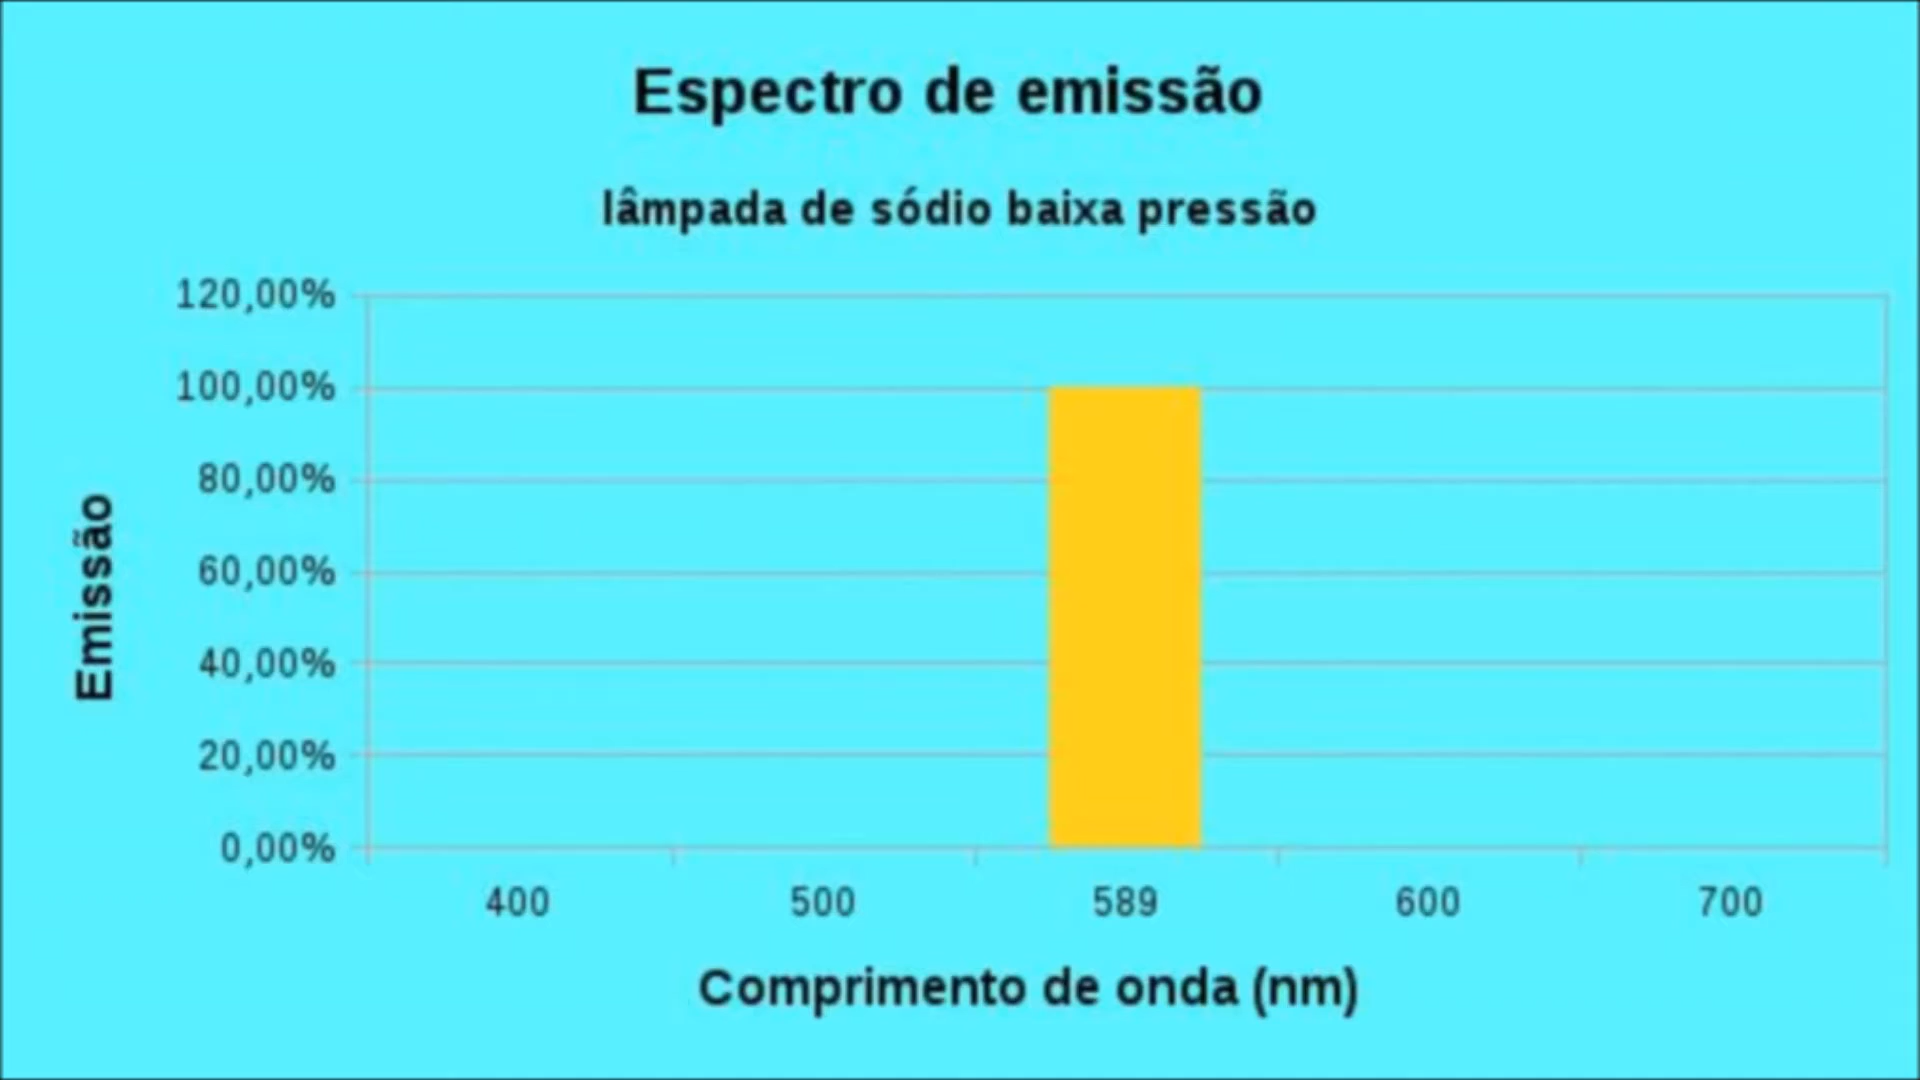 Espectro de emissão
lâmpada de sódio baixa pressão
120,00%
100,00%
80,00%
60,00%
40,00%
20,00%
0,00%
Emissão
400 500 589 600 700
Comprimento de onda (nm)